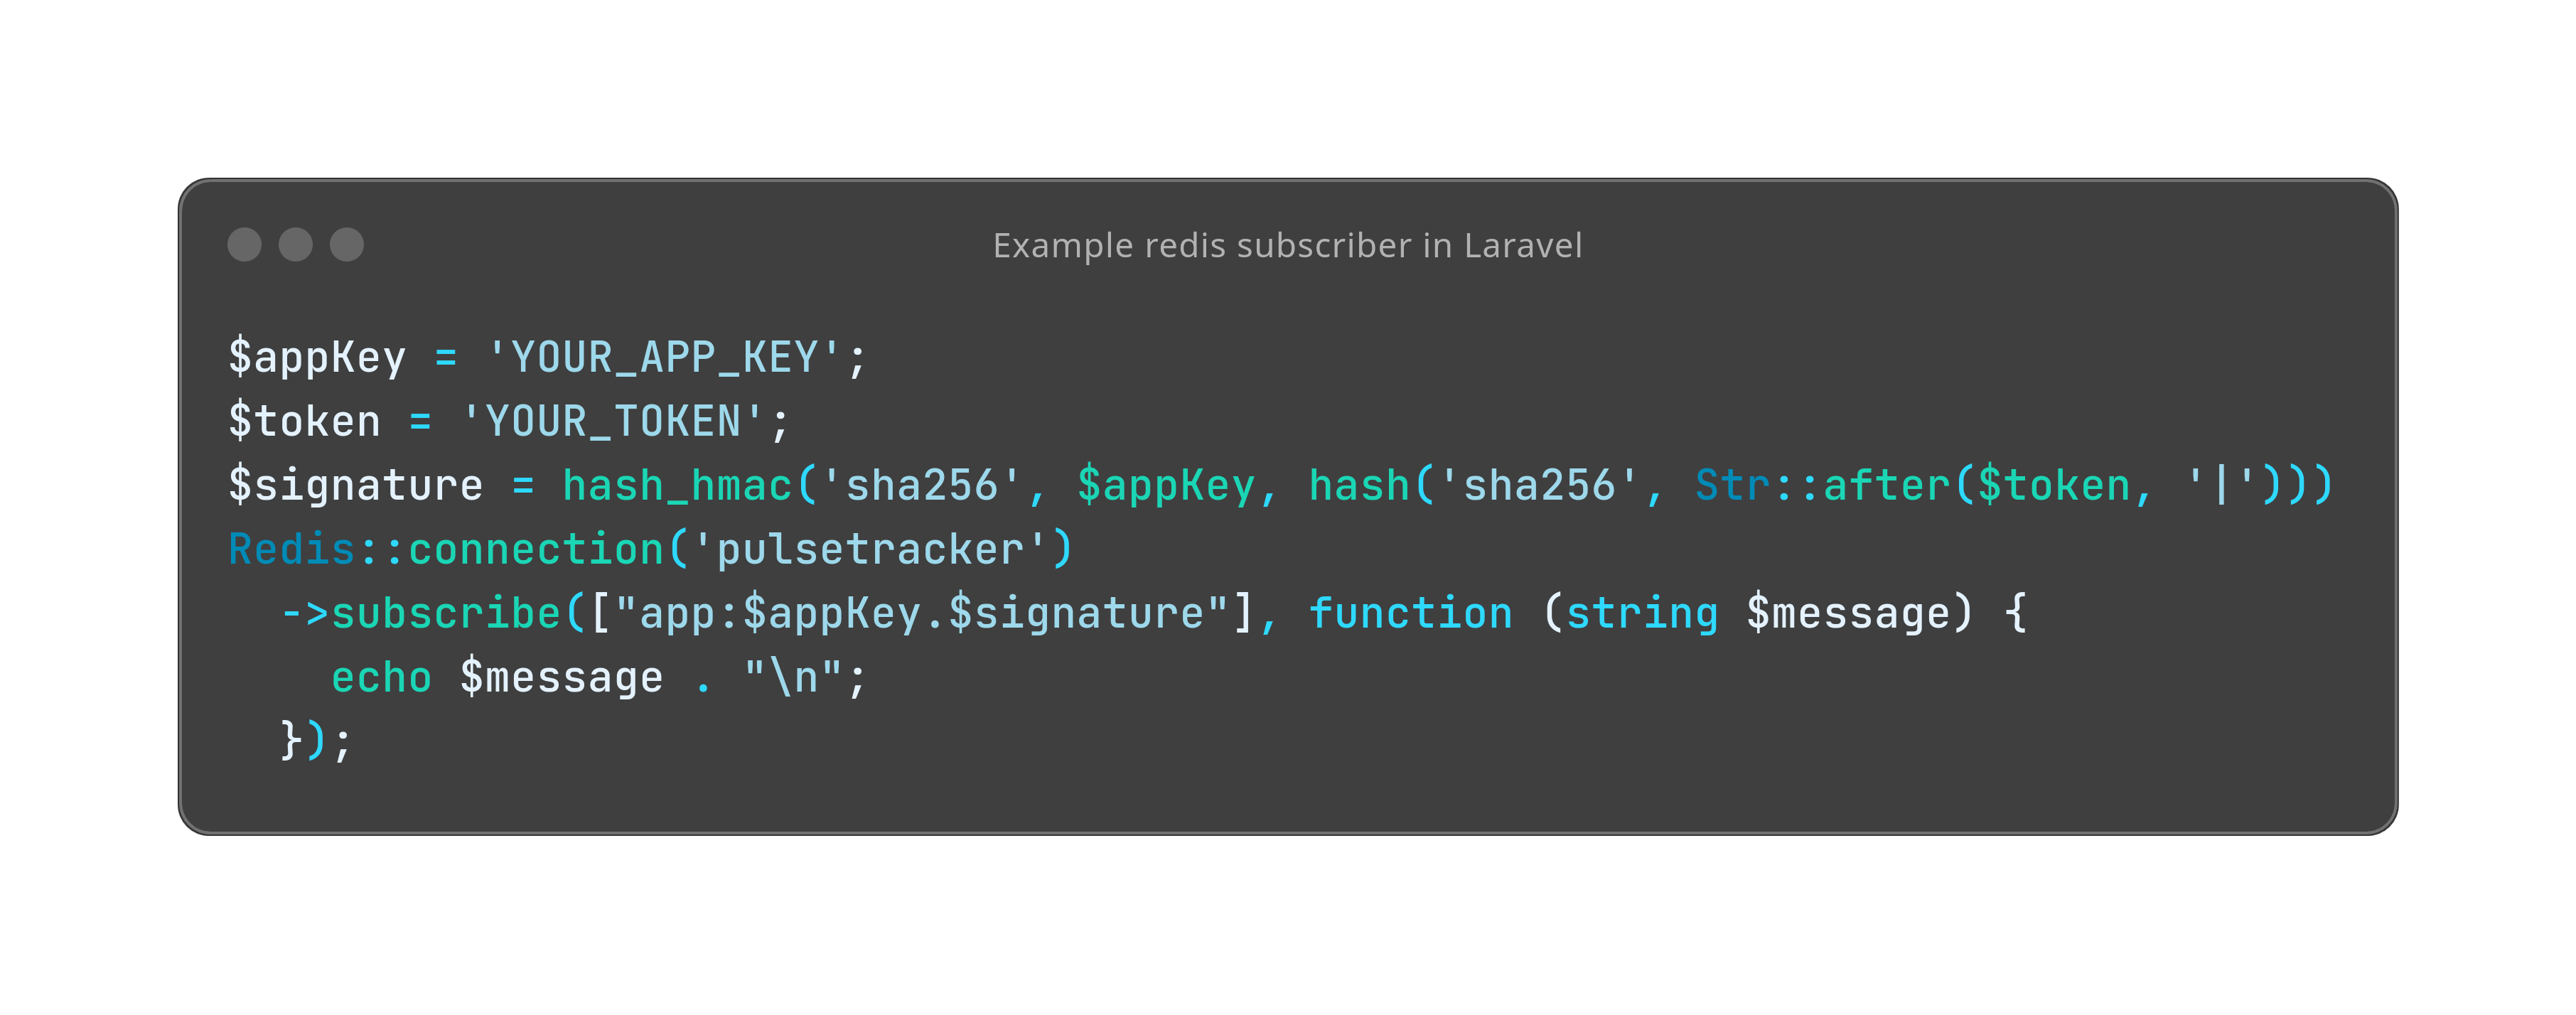 Example redis subscriber in Laravel
$appKey = 'YOUR_APP_KEY';
$token = 'YOUR_TOKEN';
$signature = hash_hmac('sha256', $appKey, hash('sha256', Str::after($token, '|')))
Redis::connection('pulsetracker')
  ->subscribe(["app:$appKey.$signature"], function (string $message) {
    echo $message . "\n";
  });